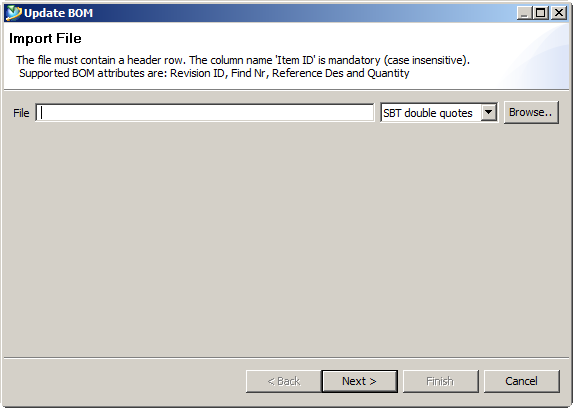 Update BOM
Import File
The file must contain a header row. The column name 'Item ID' is mandatory (case insensitive).
Supported BOM attributes are: Revision ID, Find Nr, Reference Des and Quantity
File SBT double quotes Browse..
< Back Next > Finish Cancel